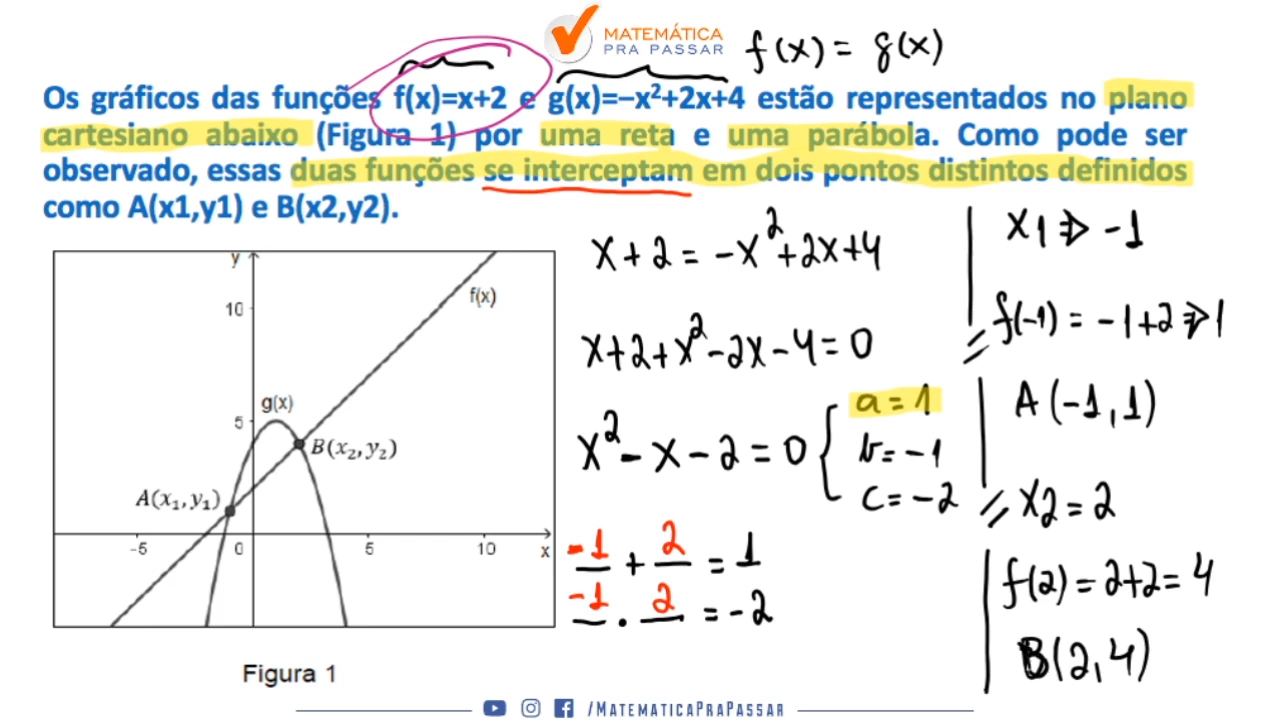 MATEMÁTICA
PRA PASSAR
f(x) = g(x)
Os gráficos das funções f(x)=x+2 e g(x)=–x²+2x+4 estão representados no plano
cartesiano abaixo (Figura 1) por uma reta e uma parábola. Como pode ser
observado, essas duas funções se interceptam em dois pontos distintos definidos
como A(x1,y1) e B(x2,y2).
y
10
f(x)
g(x)
5
B(x₂,y₂)
A(x₁,y₁)
-5
0
5
10
x
Figura 1
x + 2 = -x² + 2x + 4
x + 2 + x² - 2x - 4 = 0
x² - x - 2 = 0
a = 1
b = -1
c = -2
-1 + 2 = 1
-1 . 2 = -2
x1 ⇒ -1
f(-1) = -1 + 2 ⇒ 1
A (-1, 1)
x2 = 2
f(2) = 2+2 = 4
B(2,4)
/MATEMATICAPRAPASSAR